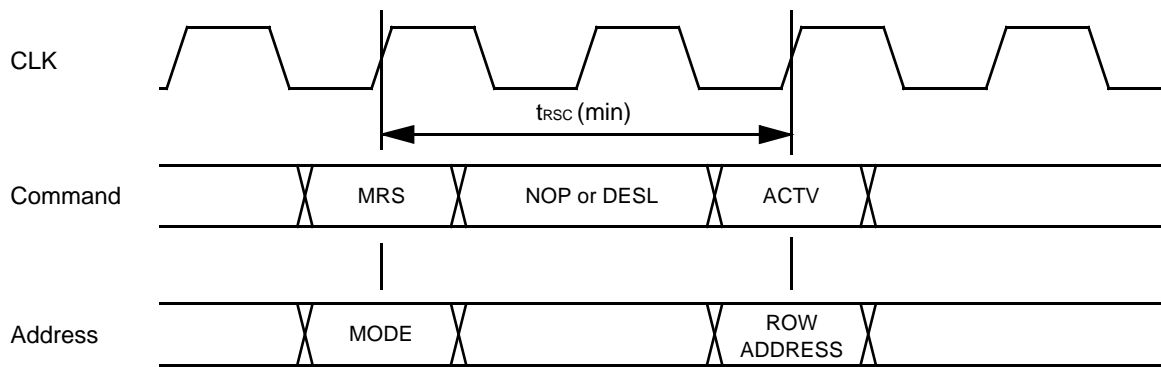 CLK
tRSC (min)
Command
MRS
NOP or DESL
ACTV
Address
MODE
ROW
ADDRESS